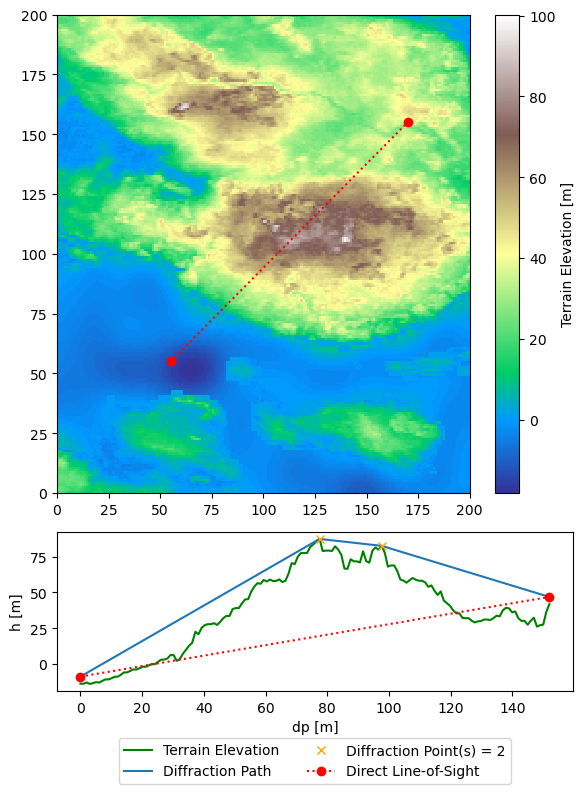 200
175
150
125
100
75
50
25
0
0 25 50 75 100 125 150 175 200
100
80
60
40
20
0
Terrain Elevation [m]
75
50
25
0
h [m]
0 20 40 60 80 100 120 140
dp [m]
Terrain Elevation
Diffraction Path
Diffraction Point(s) = 2
Direct Line-of-Sight